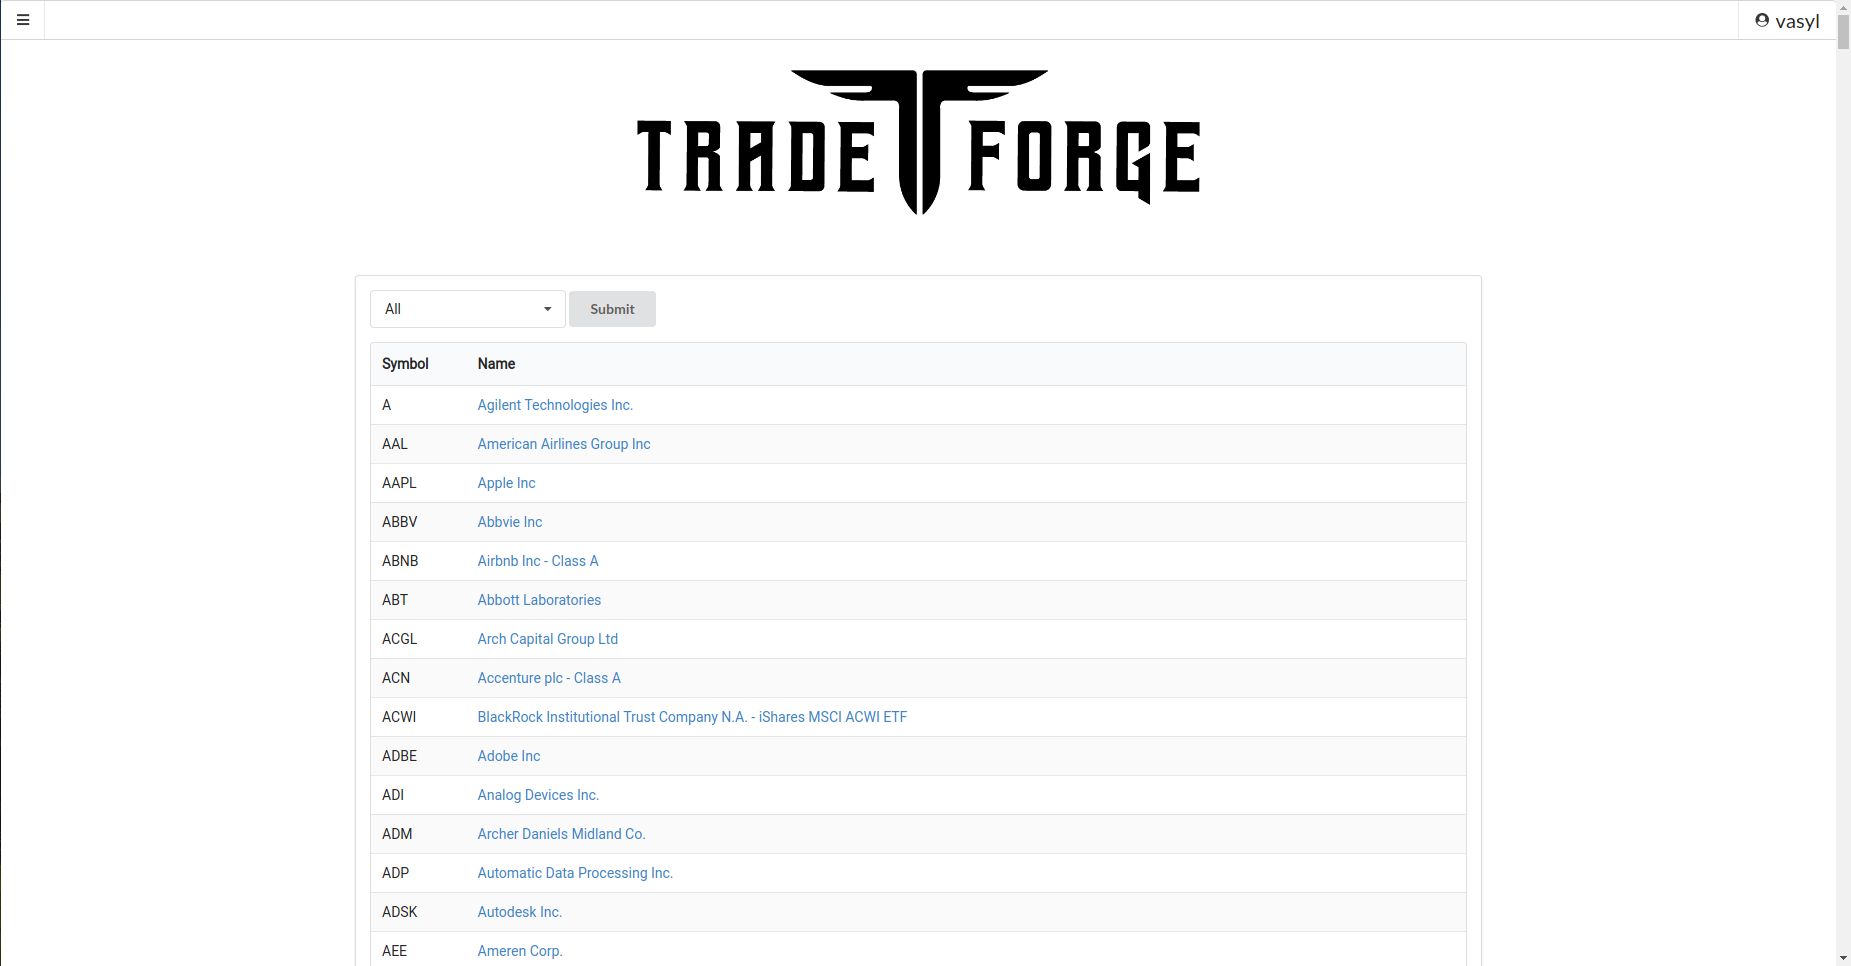 vasyl
TRADE FORGE
All
Submit
Symbol Name
A Agilent Technologies Inc.
AAL American Airlines Group Inc
AAPL Apple Inc
ABBV Abbvie Inc
ABNB Airbnb Inc - Class A
ABT Abbott Laboratories
ACGL Arch Capital Group Ltd
ACN Accenture plc - Class A
ACWI BlackRock Institutional Trust Company N.A. - iShares MSCI ACWI ETF
ADBE Adobe Inc
ADI Analog Devices Inc.
ADM Archer Daniels Midland Co.
ADP Automatic Data Processing Inc.
ADSK Autodesk Inc.
AEE Ameren Corp.